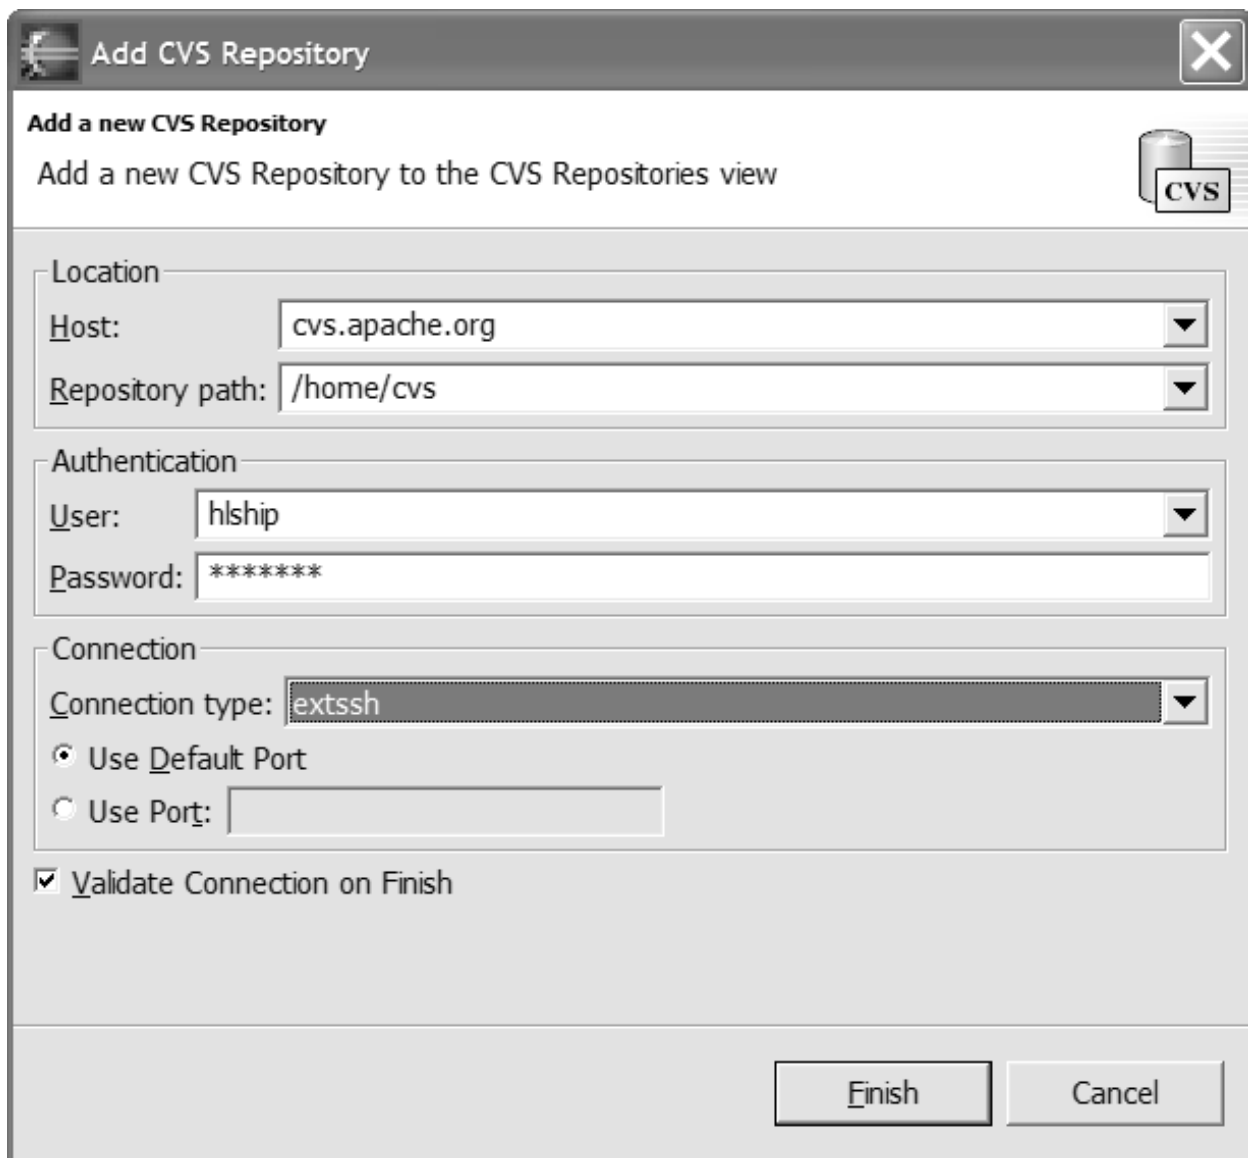 Add CVS Repository
Add a new CVS Repository
Add a new CVS Repository to the CVS Repositories view
CVS
Location
Host: cvs.apache.org
Repository path: /home/cvs
Authentication
User: hlship
Password: *******
Connection
Connection type: extssh
Use Default Port
Use Port:
Validate Connection on Finish
Finish Cancel